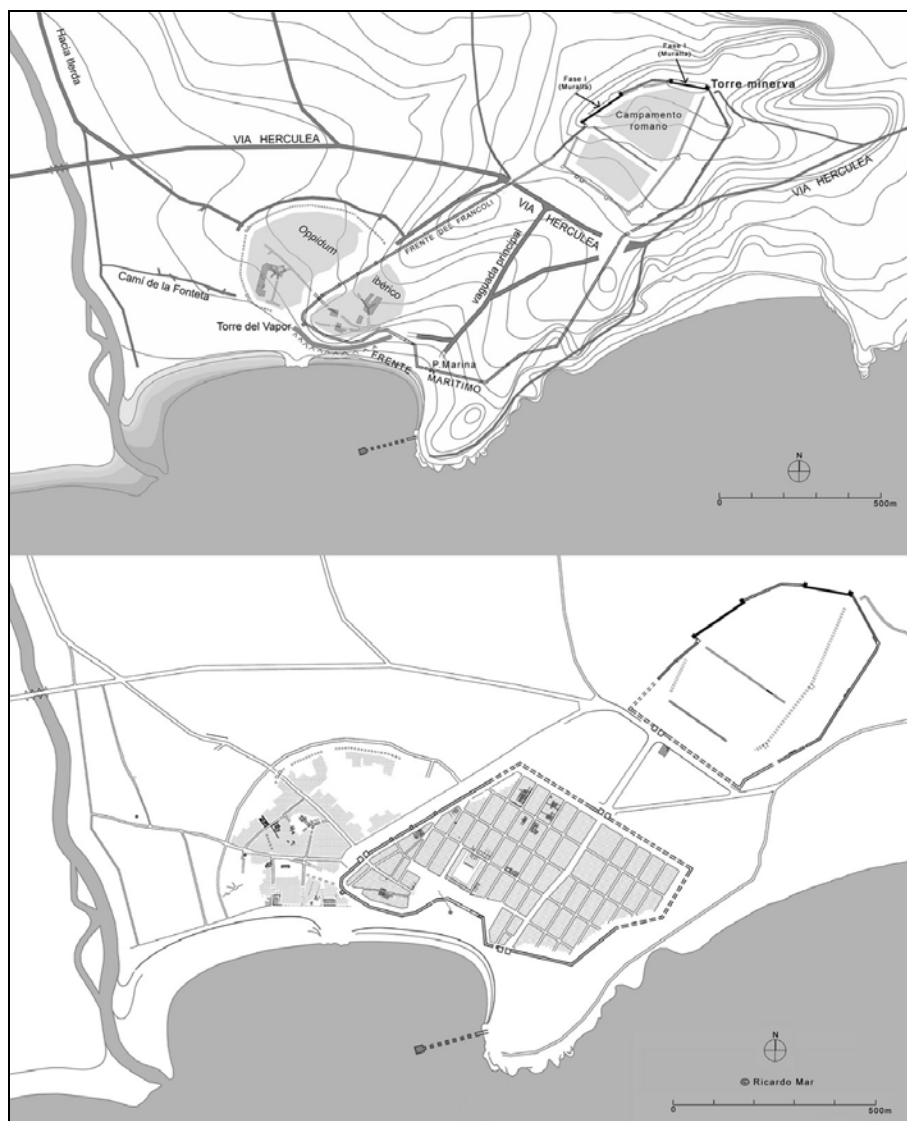 Hacia Ilerda
Fase I
(Muralla)
Fase I
(Muralla)
Torre minerva
Campamento
romano
VIA HERCULEA
VIA HERCULEA
VIA HERCULEA
FRENTE DEL FRANCOLI
Oppidum
ibérico
vaguada principal
Camí de la Fonteta
Torre del Vapor
P.Marina
FRENTE MARITIMO
N
0 500m
N
© Ricardo Mar
0 500m